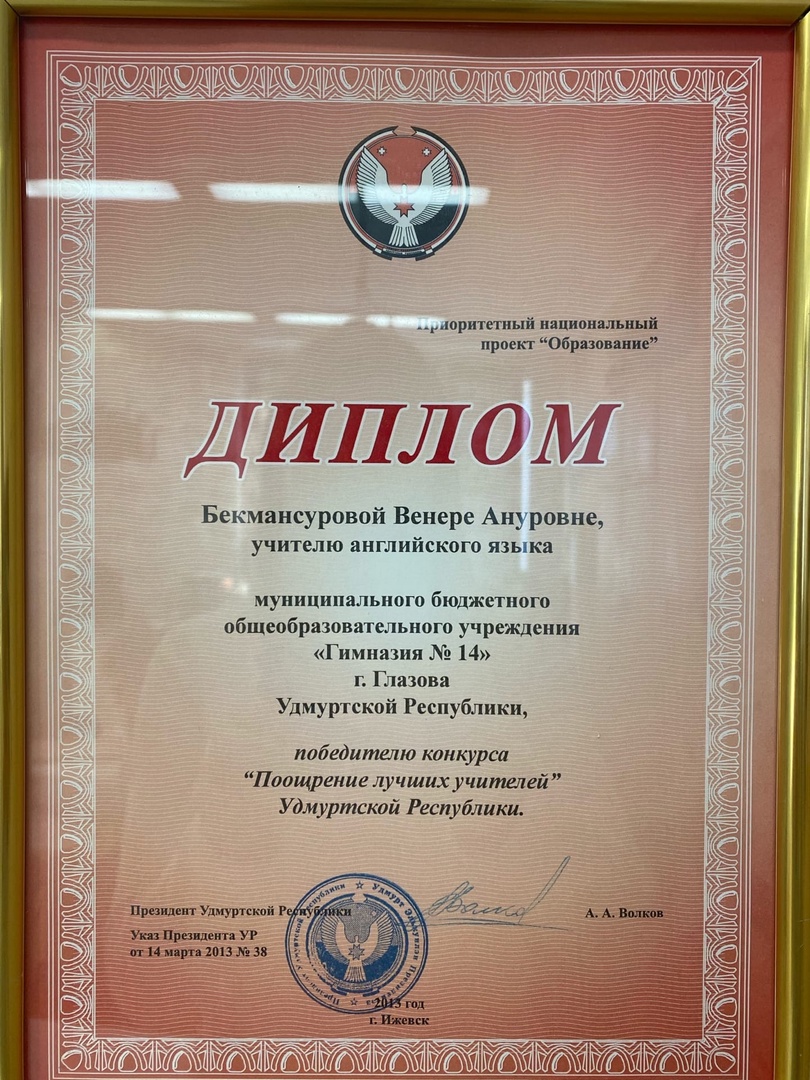 Приоритетный национальный
проект “Образование”
ДИПЛОМ
Бекмансуровой Венере Ануровне,
учителю английского языка
муниципального бюджетного
общеобразовательного учреждения
«Гимназия № 14»
г. Глазова
Удмуртской Республики,
победителю конкурса
“Поощрение лучших учителей”
Удмуртской Республики.
Президент Удмуртской Республики
А. А. Волков
Указ Президента УР
от 14 марта 2013 № 38
2013 год
г. Ижевск